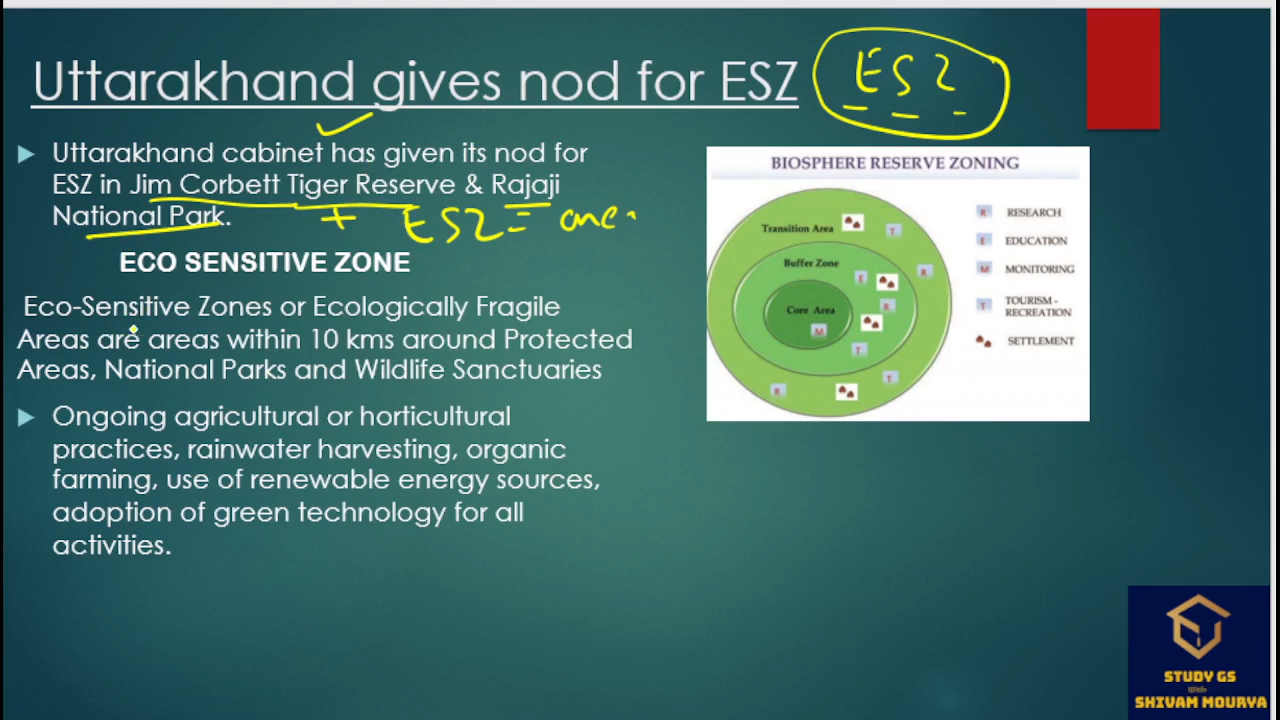 Uttarakhand gives nod for ESZ
ESZ
Uttarakhand cabinet has given its nod for
ESZ in Jim Corbett Tiger Reserve & Rajaji
National Park.
+ ESZ =
ECO SENSITIVE ZONE
Eco-Sensitive Zones or Ecologically Fragile
Areas are areas within 10 kms around Protected
Areas, National Parks and Wildlife Sanctuaries
Ongoing agricultural or horticultural
practices, rainwater harvesting, organic
farming, use of renewable energy sources,
adoption of green technology for all
activities.
BIOSPHERE RESERVE ZONING
Transition Area
T
Buffer Zone
E
R
R
Core Area
M
T
R
T
R RESEARCH
E EDUCATION
M MONITORING
T TOURISM -
RECREATION
SETTLEMENT
STUDY GS
With
SHIVAM MOURYA